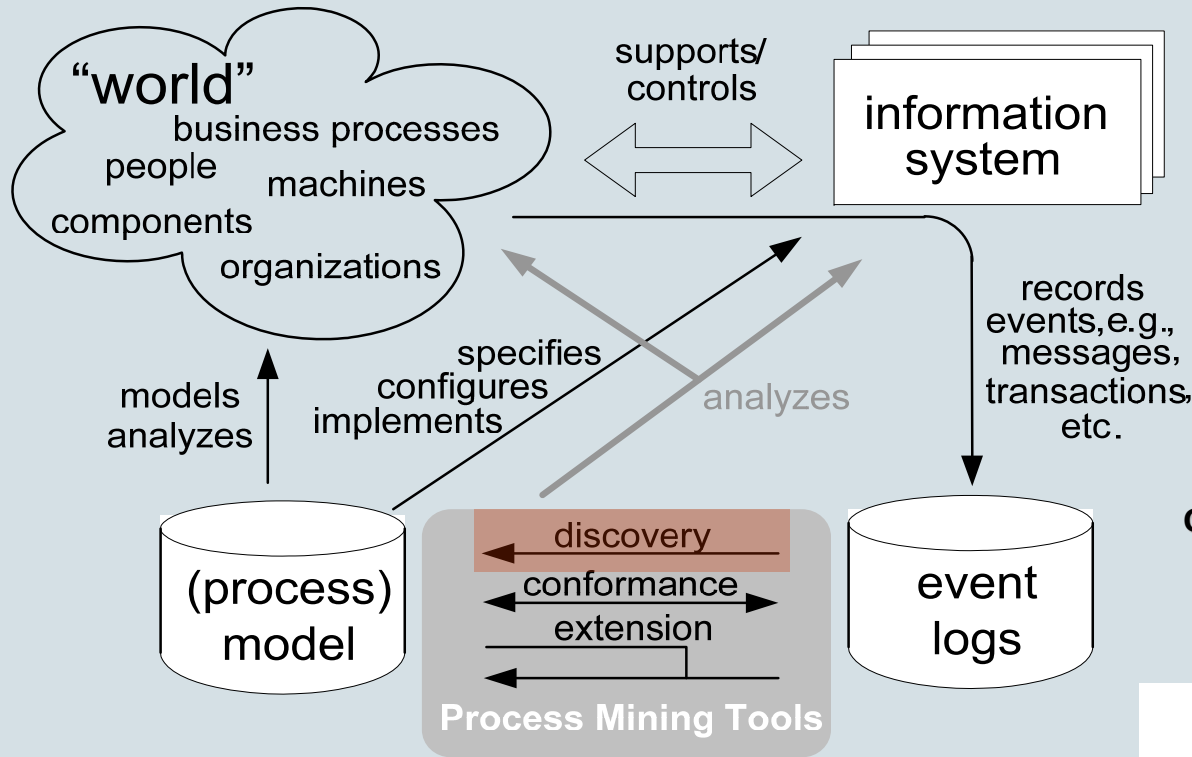 “world”
business processes
people
machines
components
organizations
supports/
controls
information
system
records
events,e.g.,
messages,
transactions,
etc.
models
analyzes
specifies
configures
implements
analyzes
(process)
model
discovery
conformance
extension
Process Mining Tools
event
logs